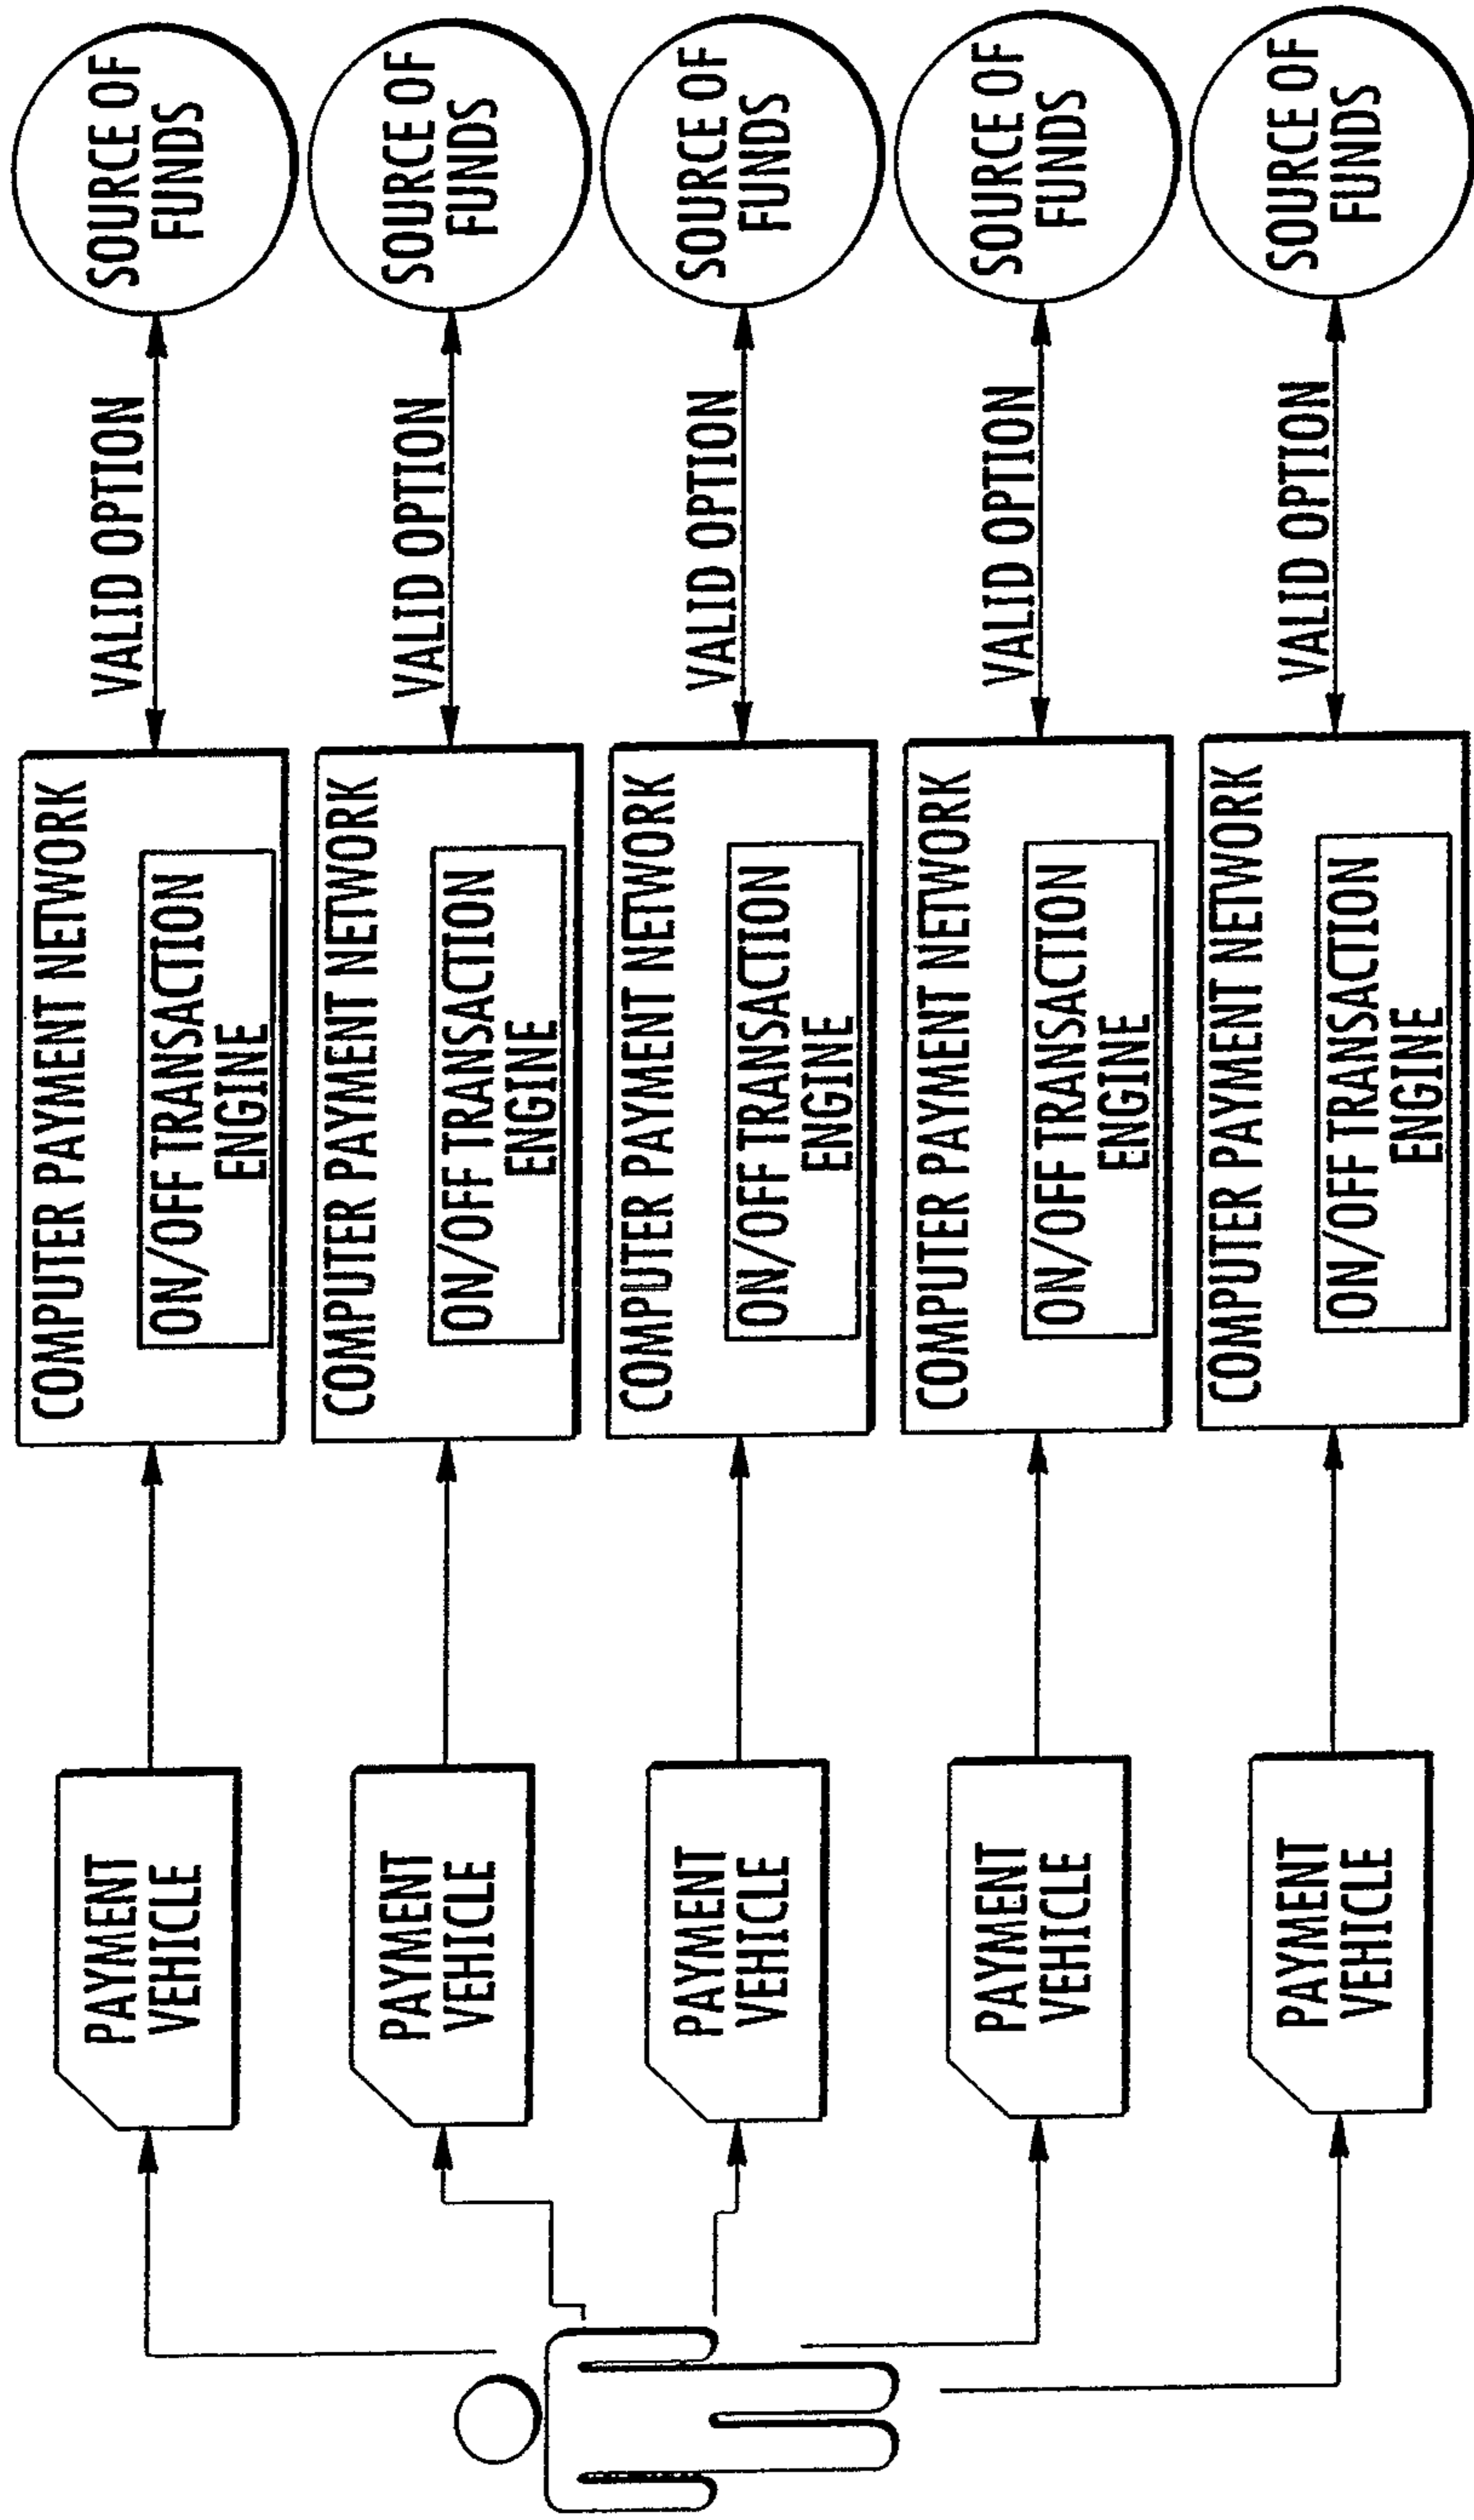 PAYMENT
VEHICLE
COMPUTER PAYMENT NETWORK
ON/OFF TRANSACTION
ENGINE
VALID OPTION
SOURCE OF
FUNDS
PAYMENT
VEHICLE
COMPUTER PAYMENT NETWORK
ON/OFF TRANSACTION
ENGINE
VALID OPTION
SOURCE OF
FUNDS
PAYMENT
VEHICLE
COMPUTER PAYMENT NETWORK
ON/OFF TRANSACTION
ENGINE
VALID OPTION
SOURCE OF
FUNDS
PAYMENT
VEHICLE
COMPUTER PAYMENT NETWORK
ON/OFF TRANSACTION
ENGINE
VALID OPTION
SOURCE OF
FUNDS
PAYMENT
VEHICLE
COMPUTER PAYMENT NETWORK
ON/OFF TRANSACTION
ENGINE
VALID OPTION
SOURCE OF
FUNDS